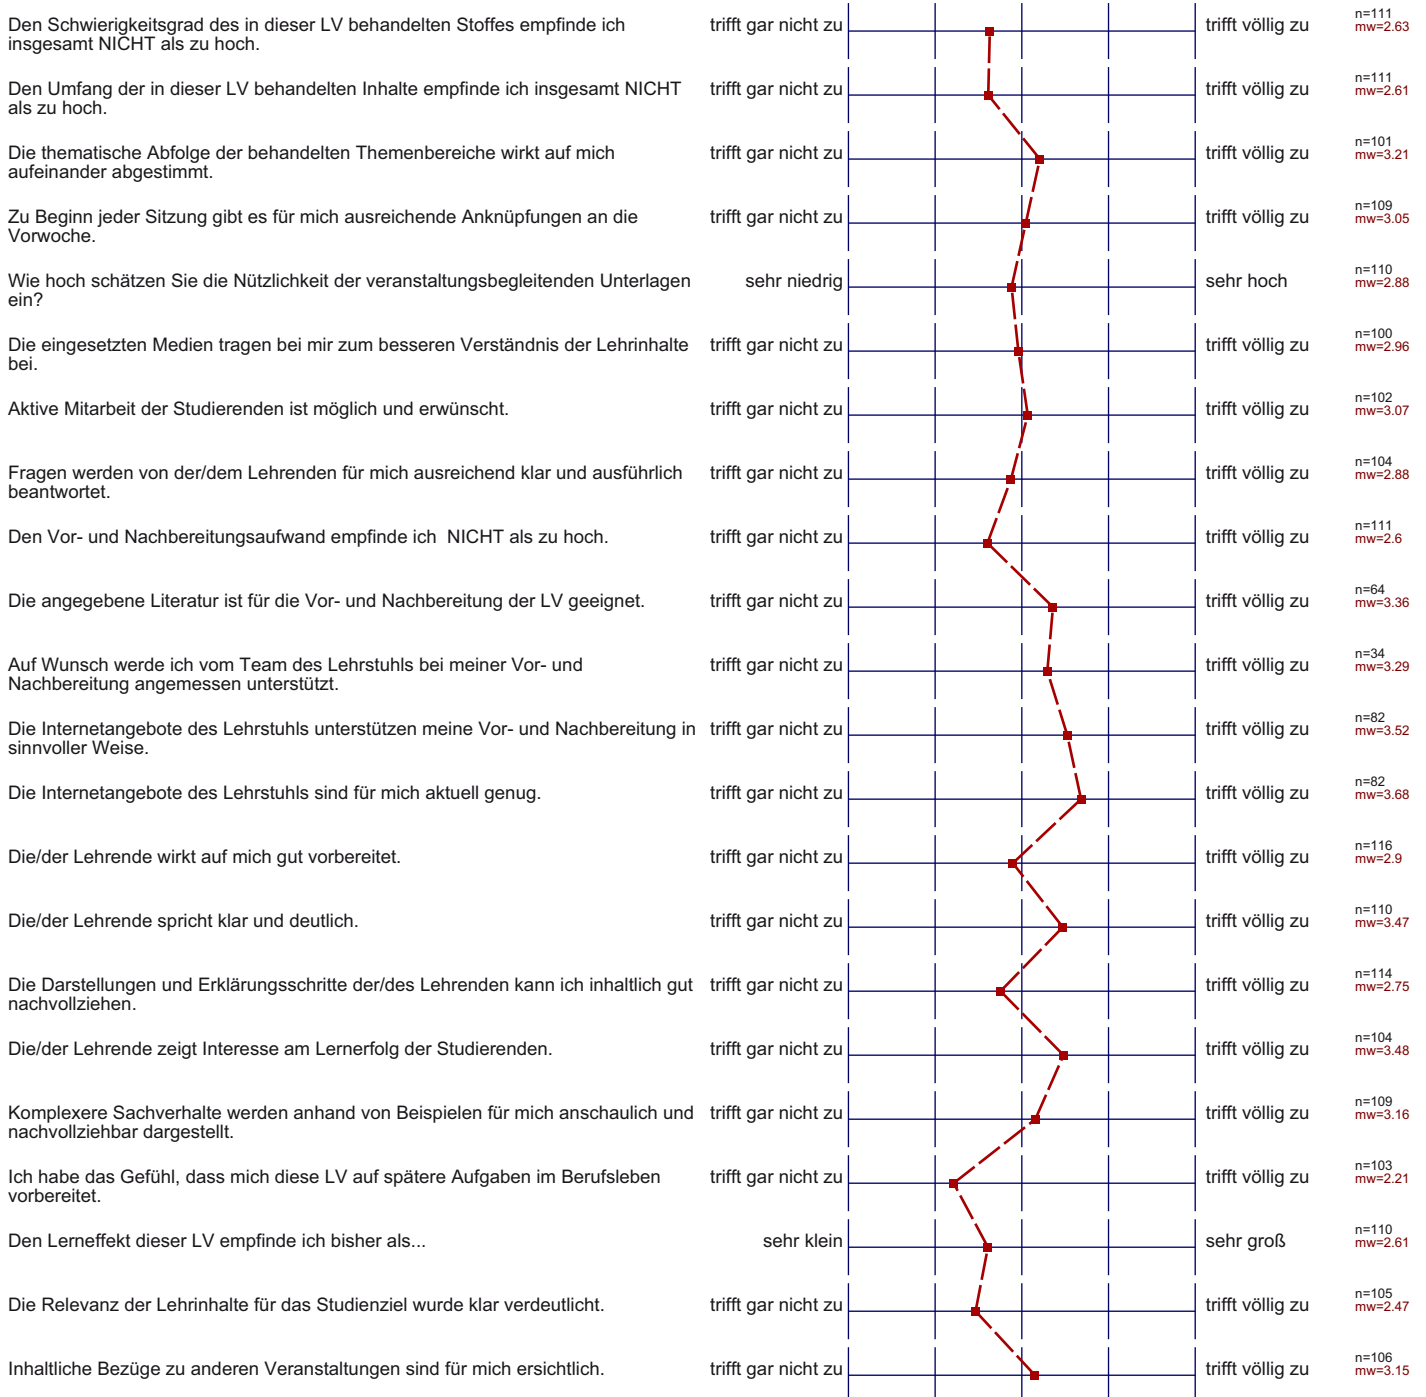 Den Schwierigkeitsgrad des in dieser LV behandelten Stoffes empfinde ich
insgesamt NICHT als zu hoch.
trifft gar nicht zu
trifft völlig zu
n=111
mw=2.63
Den Umfang der in dieser LV behandelten Inhalte empfinde ich insgesamt NICHT
als zu hoch.
trifft gar nicht zu
trifft völlig zu
n=111
mw=2.61
Die thematische Abfolge der behandelten Themenbereiche wirkt auf mich
aufeinander abgestimmt.
trifft gar nicht zu
trifft völlig zu
n=101
mw=3.21
Zu Beginn jeder Sitzung gibt es für mich ausreichende Anknüpfungen an die
Vorwoche.
trifft gar nicht zu
trifft völlig zu
n=109
mw=3.05
Wie hoch schätzen Sie die Nützlichkeit der veranstaltungsbegleitenden Unterlagen
ein?
sehr niedrig
sehr hoch
n=110
mw=2.88
Die eingesetzten Medien tragen bei mir zum besseren Verständnis der Lehrinhalte
bei.
trifft gar nicht zu
trifft völlig zu
n=100
mw=2.96
Aktive Mitarbeit der Studierenden ist möglich und erwünscht.
trifft gar nicht zu
trifft völlig zu
n=102
mw=3.07
Fragen werden von der/dem Lehrenden für mich ausreichend klar und ausführlich
beantwortet.
trifft gar nicht zu
trifft völlig zu
n=104
mw=2.88
Den Vor- und Nachbereitungsaufwand empfinde ich  NICHT als zu hoch.
trifft gar nicht zu
trifft völlig zu
n=111
mw=2.6
Die angegebene Literatur ist für die Vor- und Nachbereitung der LV geeignet.
trifft gar nicht zu
trifft völlig zu
n=64
mw=3.36
Auf Wunsch werde ich vom Team des Lehrstuhls bei meiner Vor- und
Nachbereitung angemessen unterstützt.
trifft gar nicht zu
trifft völlig zu
n=34
mw=3.29
Die Internetangebote des Lehrstuhls unterstützen meine Vor- und Nachbereitung in
sinnvoller Weise.
trifft gar nicht zu
trifft völlig zu
n=82
mw=3.52
Die Internetangebote des Lehrstuhls sind für mich aktuell genug.
trifft gar nicht zu
trifft völlig zu
n=82
mw=3.68
Die/der Lehrende wirkt auf mich gut vorbereitet.
trifft gar nicht zu
trifft völlig zu
n=116
mw=2.9
Die/der Lehrende spricht klar und deutlich.
trifft gar nicht zu
trifft völlig zu
n=110
mw=3.47
Die Darstellungen und Erklärungsschritte der/des Lehrenden kann ich inhaltlich gut
nachvollziehen.
trifft gar nicht zu
trifft völlig zu
n=114
mw=2.75
Die/der Lehrende zeigt Interesse am Lernerfolg der Studierenden.
trifft gar nicht zu
trifft völlig zu
n=104
mw=3.48
Komplexere Sachverhalte werden anhand von Beispielen für mich anschaulich und
nachvollziehbar dargestellt.
trifft gar nicht zu
trifft völlig zu
n=109
mw=3.16
Ich habe das Gefühl, dass mich diese LV auf spätere Aufgaben im Berufsleben
vorbereitet.
trifft gar nicht zu
trifft völlig zu
n=103
mw=2.21
Den Lerneffekt dieser LV empfinde ich bisher als...
sehr klein
sehr groß
n=110
mw=2.61
Die Relevanz der Lehrinhalte für das Studienziel wurde klar verdeutlicht.
trifft gar nicht zu
trifft völlig zu
n=105
mw=2.47
Inhaltliche Bezüge zu anderen Veranstaltungen sind für mich ersichtlich.
trifft gar nicht zu
trifft völlig zu
n=106
mw=3.15